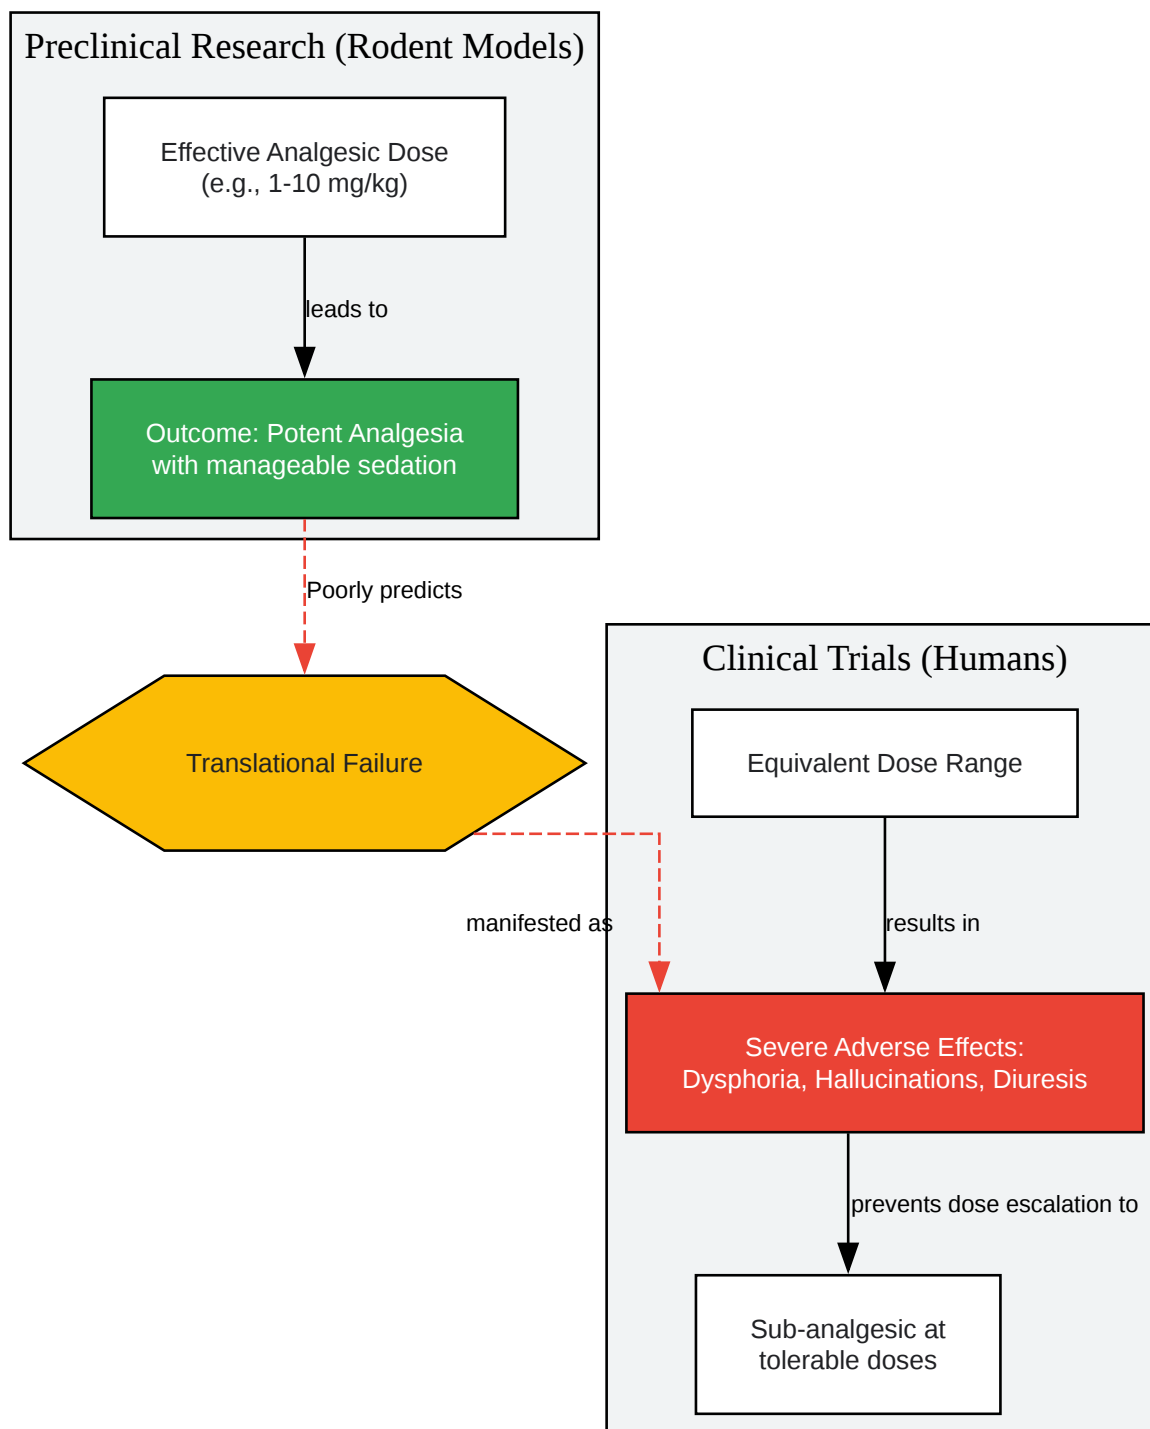 Preclinical Research (Rodent Models)
Effective Analgesic Dose
(e.g., 1-10 mg/kg)
leads to
Outcome: Potent Analgesia
with manageable sedation
Poorly predicts
Translational Failure
manifested as
Clinical Trials (Humans)
Equivalent Dose Range
results in
Severe Adverse Effects:
Dysphoria, Hallucinations, Diuresis
prevents dose escalation to
Sub-analgesic at
tolerable doses